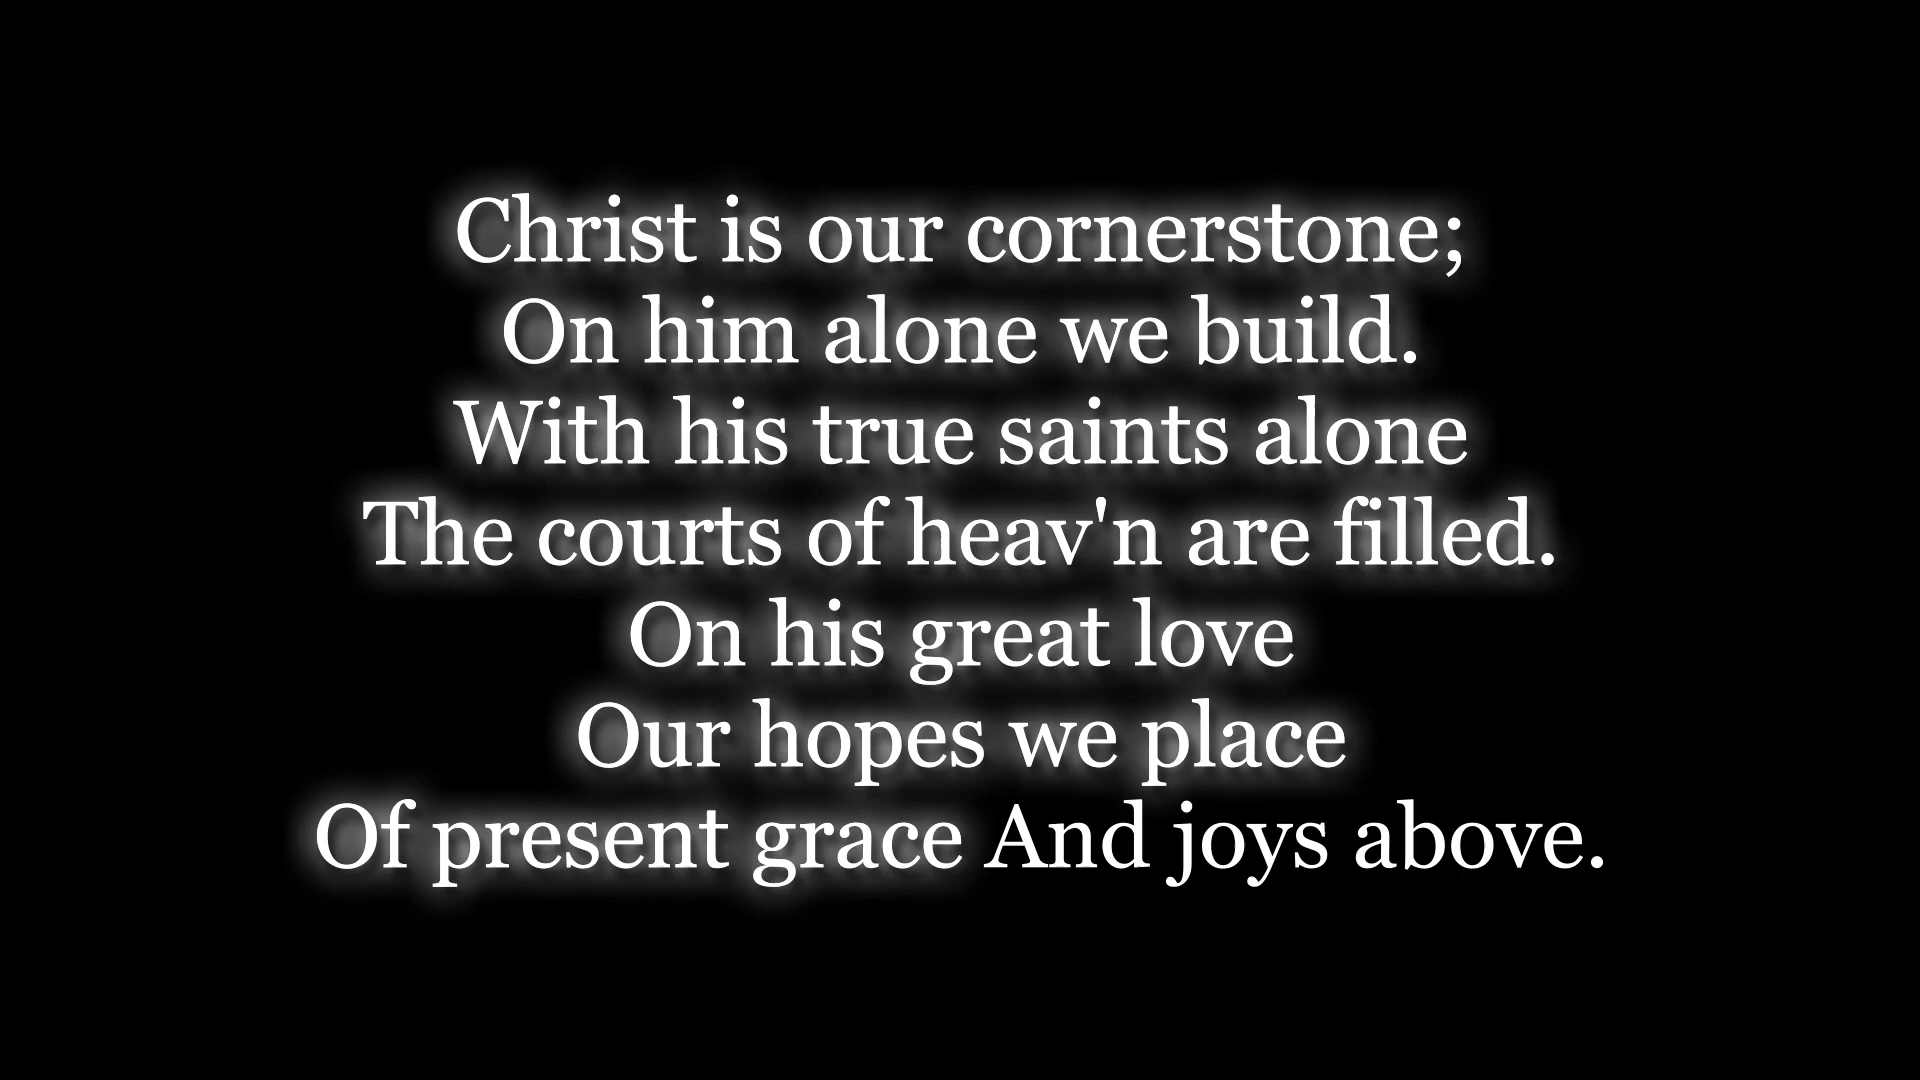 Christ is our cornerstone;
On him alone we build.
With his true saints alone
The courts of heav'n are filled.
On his great love
Our hopes we place
Of present grace And joys above.